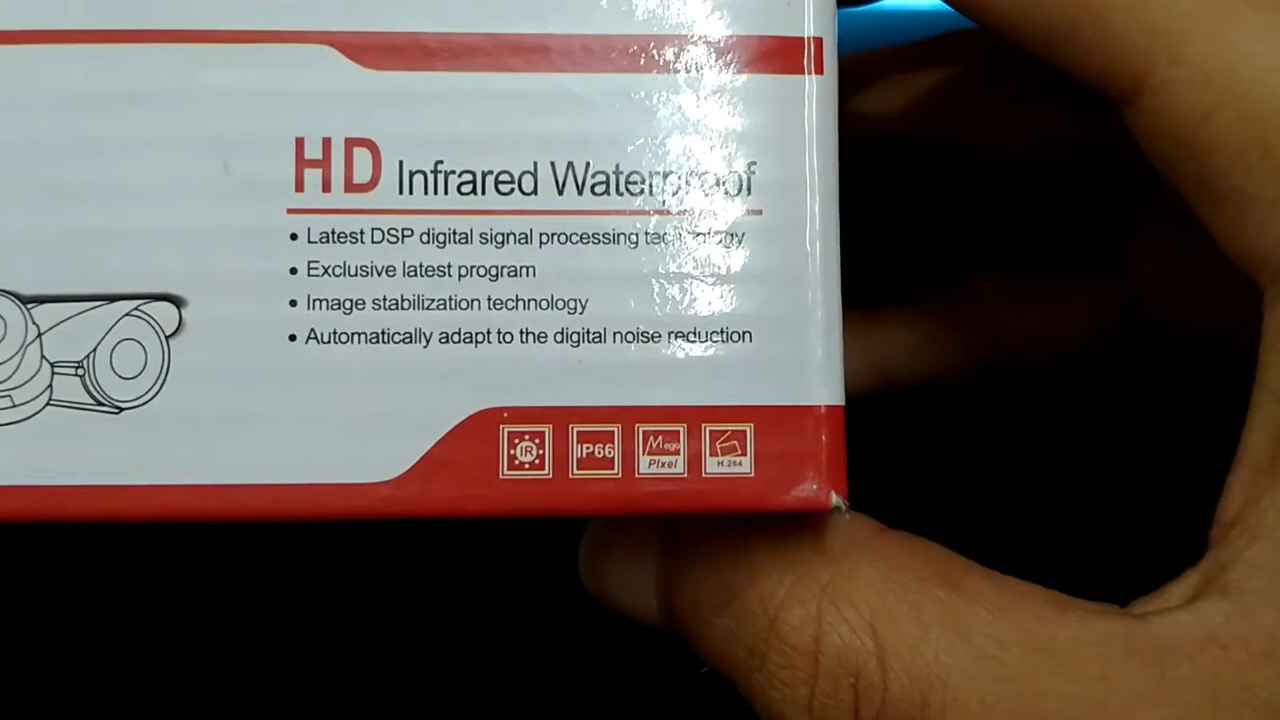 HD Infrared Waterproof
• Latest DSP digital signal processing technology
• Exclusive latest program
• Image stabilization technology
• Automatically adapt to the digital noise reduction
IR
IP66
Mego
Pixel
H.264